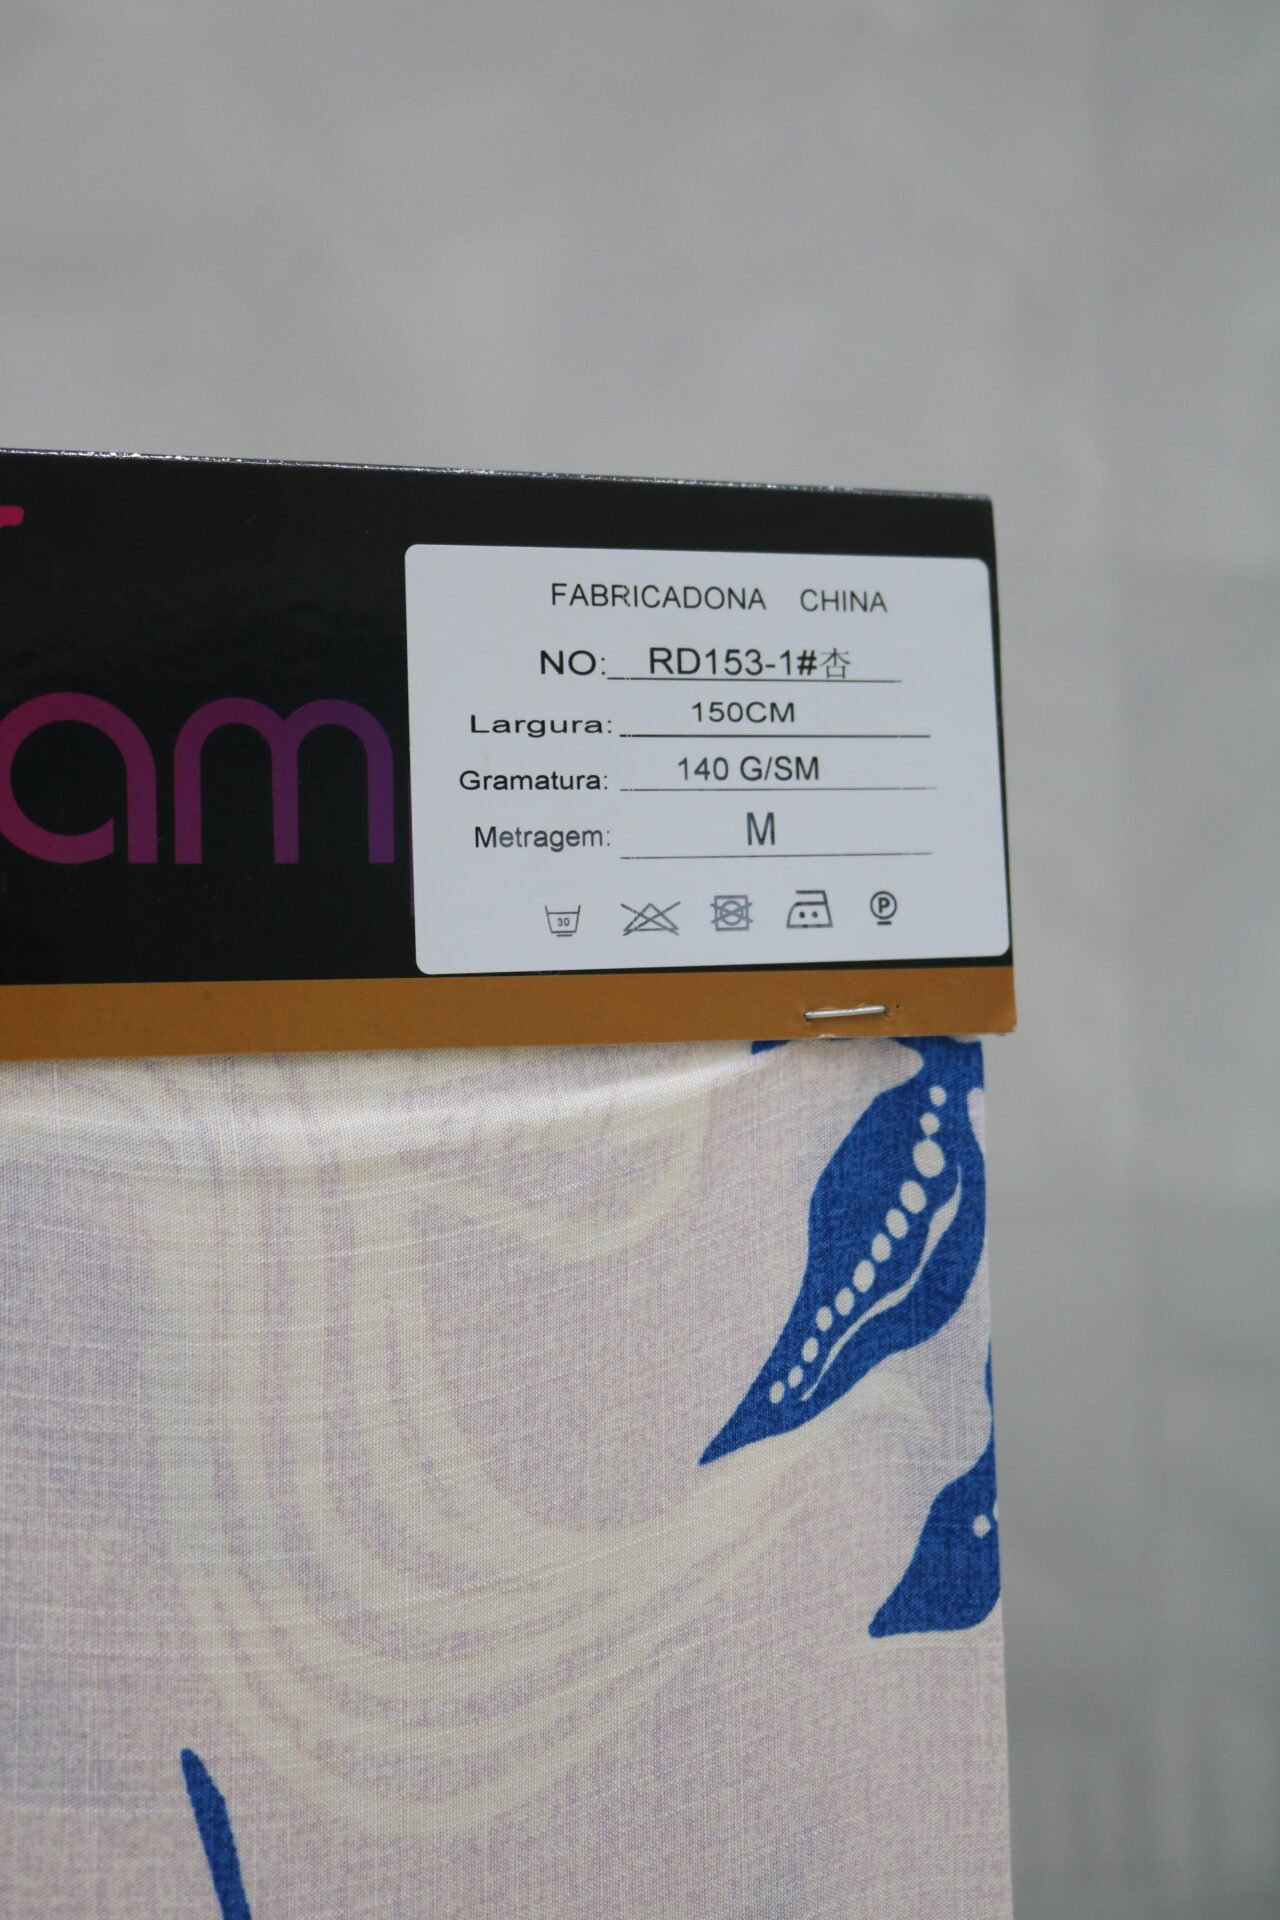 am
FABRICADONA CHINA
NO: RD153-1#杏
Largura: 150CM
Gramatura: 140 G/SM
Metragem: M
30
P